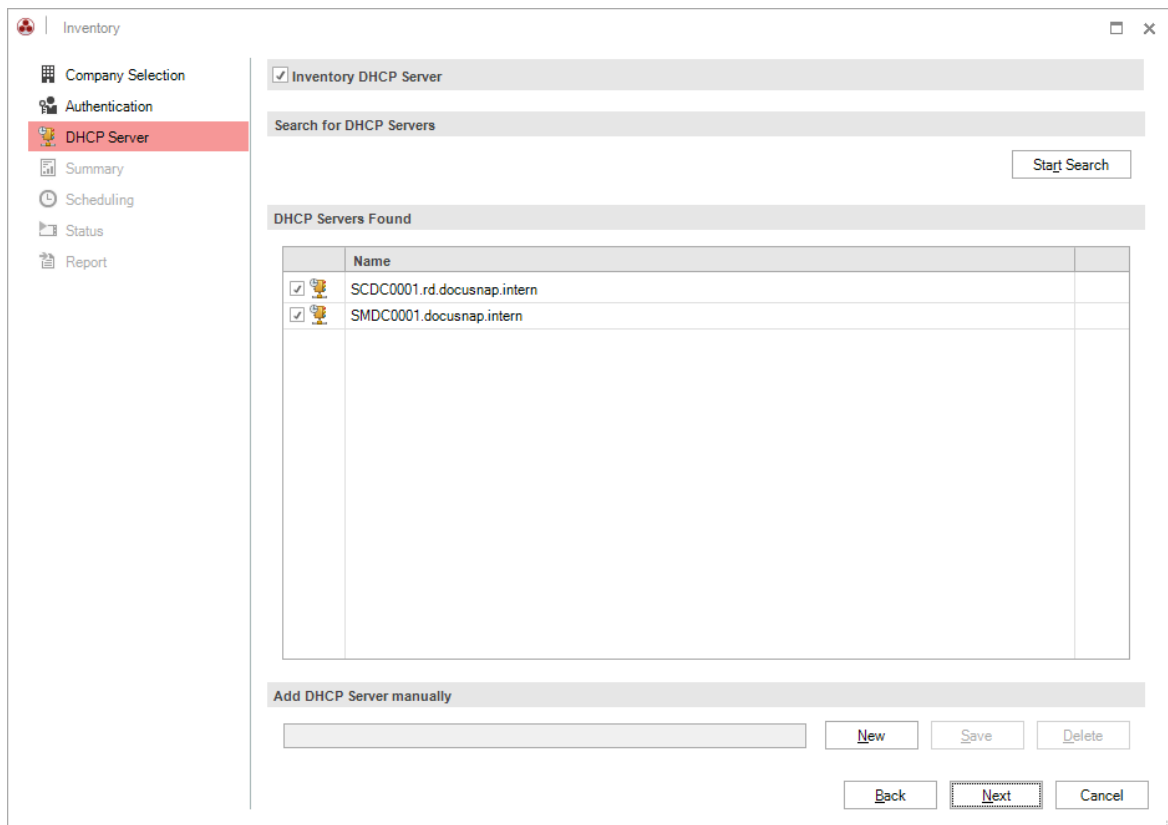 Inventory
Company Selection
Authentication
DHCP Server
Summary
Scheduling
Status
Report
Inventory DHCP Server
Search for DHCP Servers
Start Search
DHCP Servers Found
Name
SCDC0001.rd.docusnap.intern
SMDC0001.docusnap.intern
Add DHCP Server manually
New Save Delete
Back Next Cancel